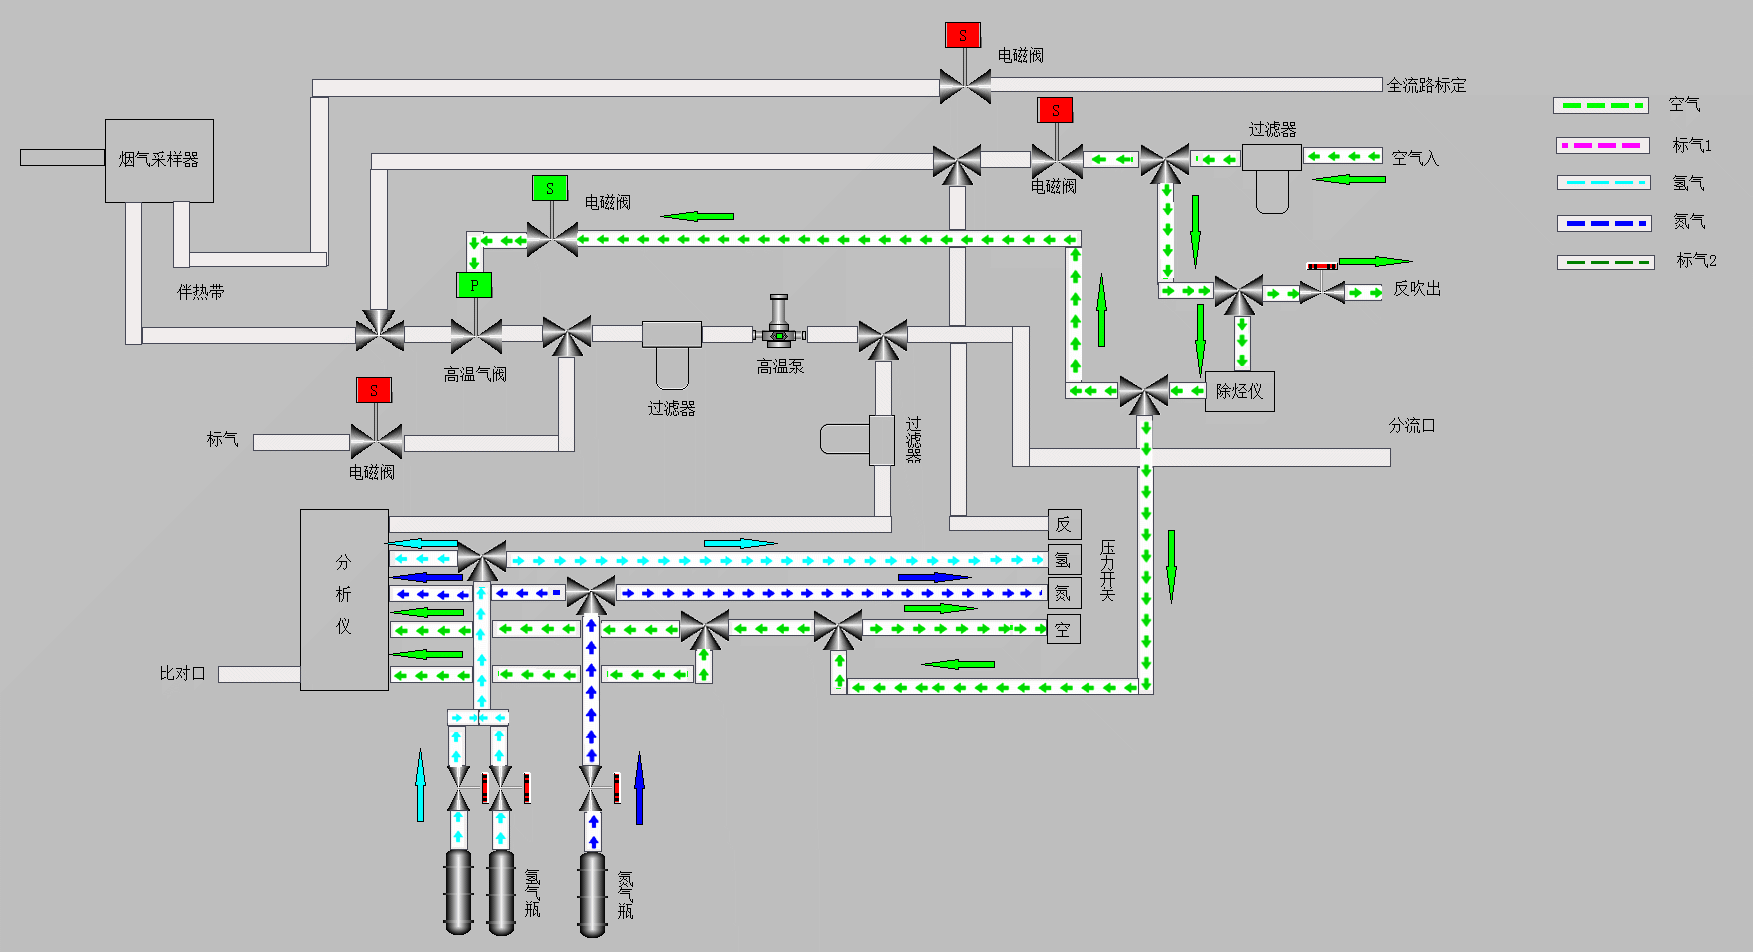 S
电磁阀
全流路标定
S
过滤器
空气
空气入
标气1
烟气采样器
电磁阀
氢气
S
电磁阀
氮气
标气2
P
反吹出
伴热带
高温气阀
高温泵
过滤器
除烃仪
S
标气
电磁阀
过滤器
分流口
分析仪
反
氢
氮
空
压力开关
比对口
氢气瓶
氮气瓶